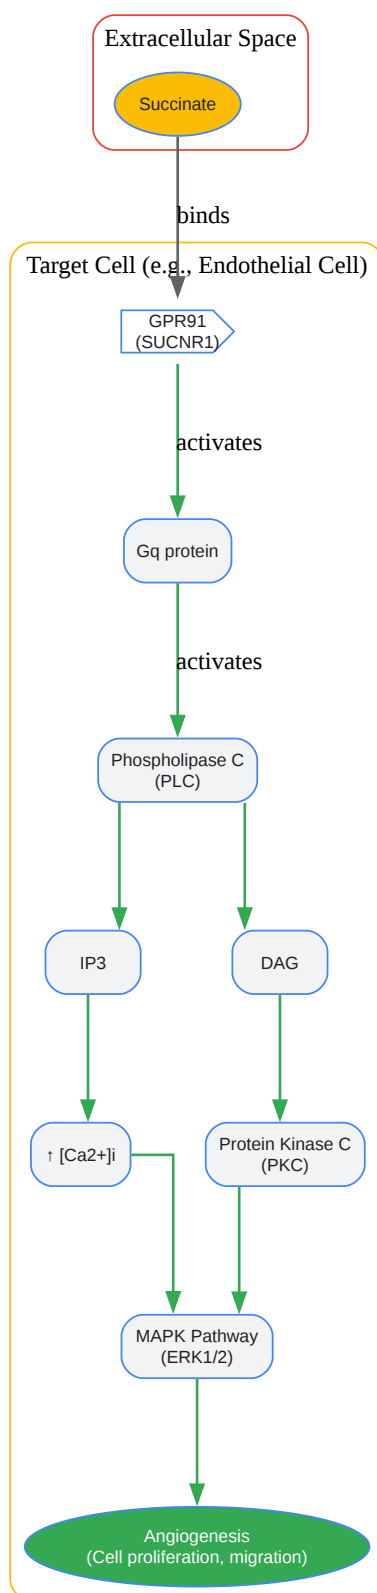 Extracellular Space
Succinate
binds
Target Cell (e.g., Endothelial Cell)
GPR91
(SUCNR1)
activates
Gq protein
activates
Phospholipase C
(PLC)
IP3
DAG
↑ [Ca2+]i
Protein Kinase C
(PKC)
MAPK Pathway
(ERK1/2)
Angiogenesis
(Cell proliferation, migration)